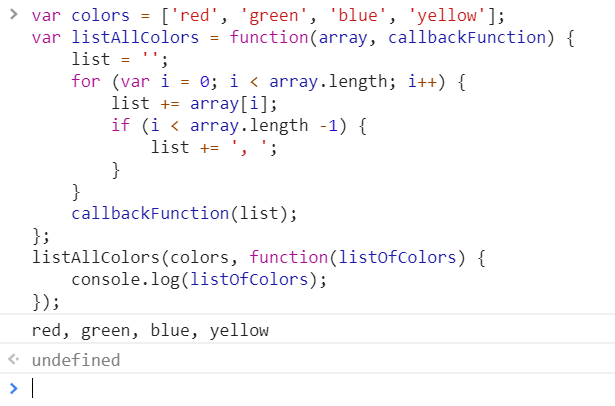 var colors = ['red', 'green', 'blue', 'yellow'];
var listAllColors = function(array, callbackFunction) {
    list = '';
    for (var i = 0; i < array.length; i++) {
        list += array[i];
        if (i < array.length -1) {
            list += ', ';
        }
    }
    callbackFunction(list);
};
listAllColors(colors, function(listOfColors) {
    console.log(listOfColors);
});
red, green, blue, yellow
undefined